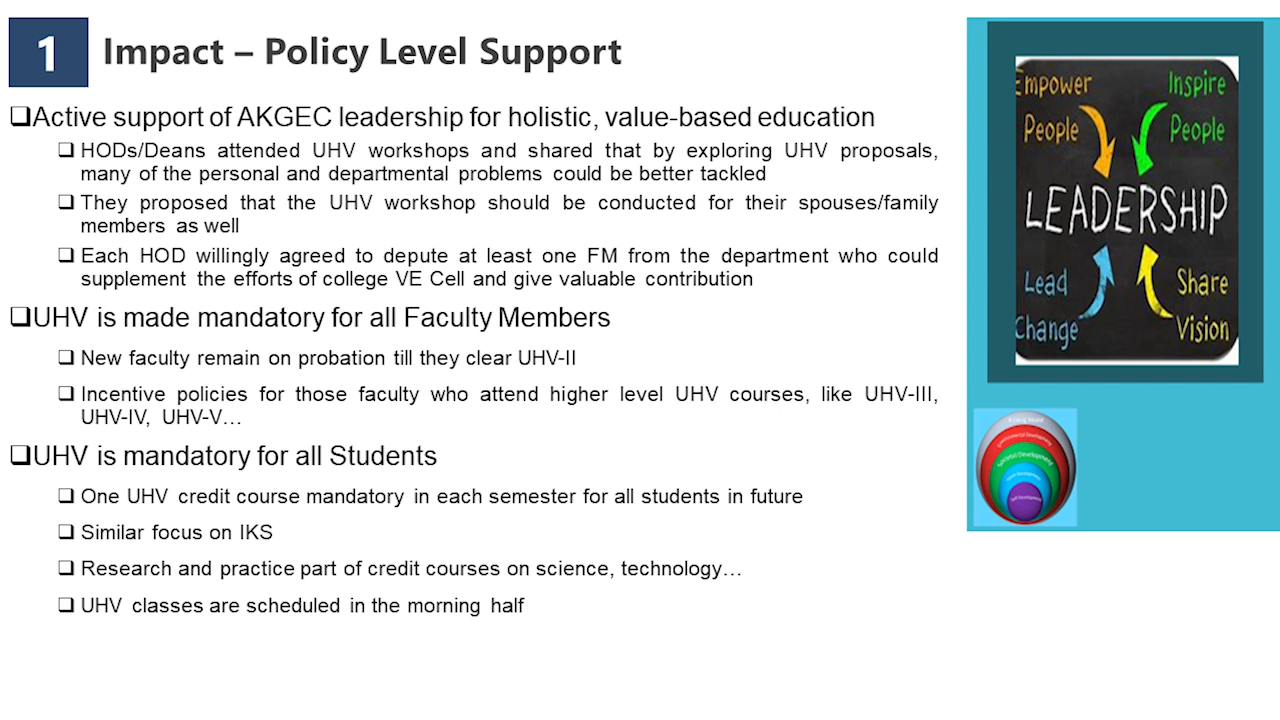 1
Impact – Policy Level Support
Active support of AKGEC leadership for holistic, value-based education
HODs/Deans attended UHV workshops and shared that by exploring UHV proposals,
many of the personal and departmental problems could be better tackled
They proposed that the UHV workshop should be conducted for their spouses/family
members as well
Each HOD willingly agreed to depute at least one FM from the department who could
supplement the efforts of college VE Cell and give valuable contribution
UHV is made mandatory for all Faculty Members
New faculty remain on probation till they clear UHV-II
Incentive policies for those faculty who attend higher level UHV courses, like UHV-III,
UHV-IV, UHV-V…
UHV is mandatory for all Students
One UHV credit course mandatory in each semester for all students in future
Similar focus on IKS
Research and practice part of credit courses on science, technology…
UHV classes are scheduled in the morning half
Empower
People
Inspire
People
LEADERSHIP
Lead
Change
Share
Vision
Societal Development